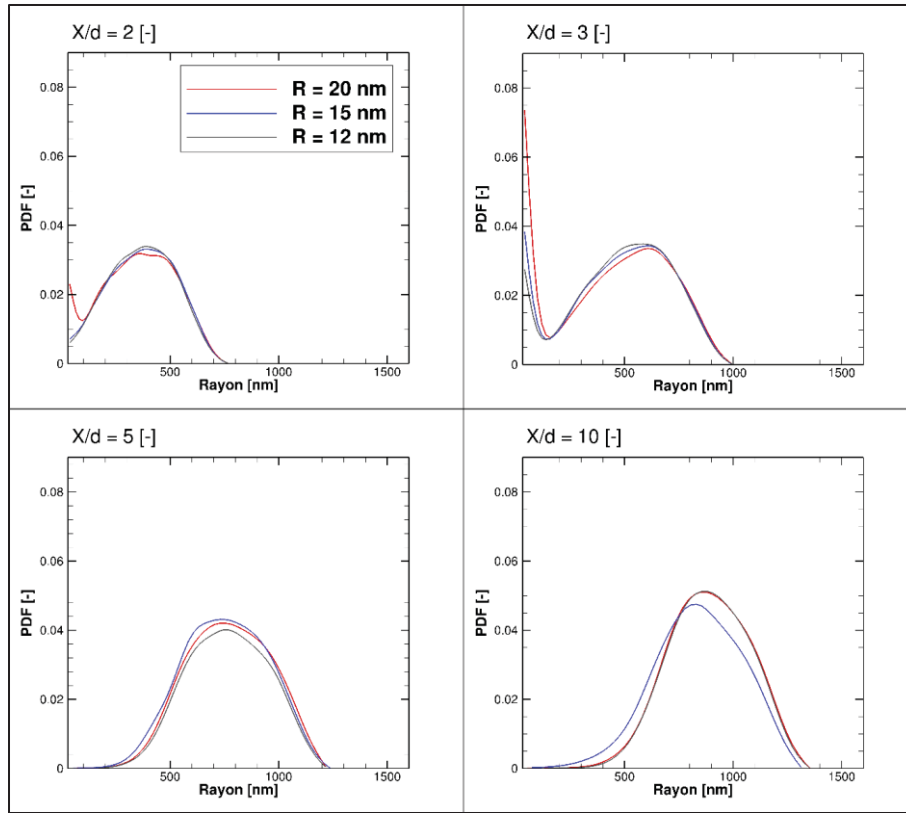 X/d = 2 [-]
0.08
0.06
0.04
0.02
0
PDF [-]
R = 20 nm
R = 15 nm
R = 12 nm
500
1000
1500
Rayon [nm]
X/d = 3 [-]
0.08
0.06
0.04
0.02
0
PDF [-]
500
1000
1500
Rayon [nm]
X/d = 5 [-]
0.08
0.06
0.04
0.02
0
PDF [-]
500
1000
1500
Rayon [nm]
X/d = 10 [-]
0.08
0.06
0.04
0.02
0
PDF [-]
500
1000
1500
Rayon [nm]